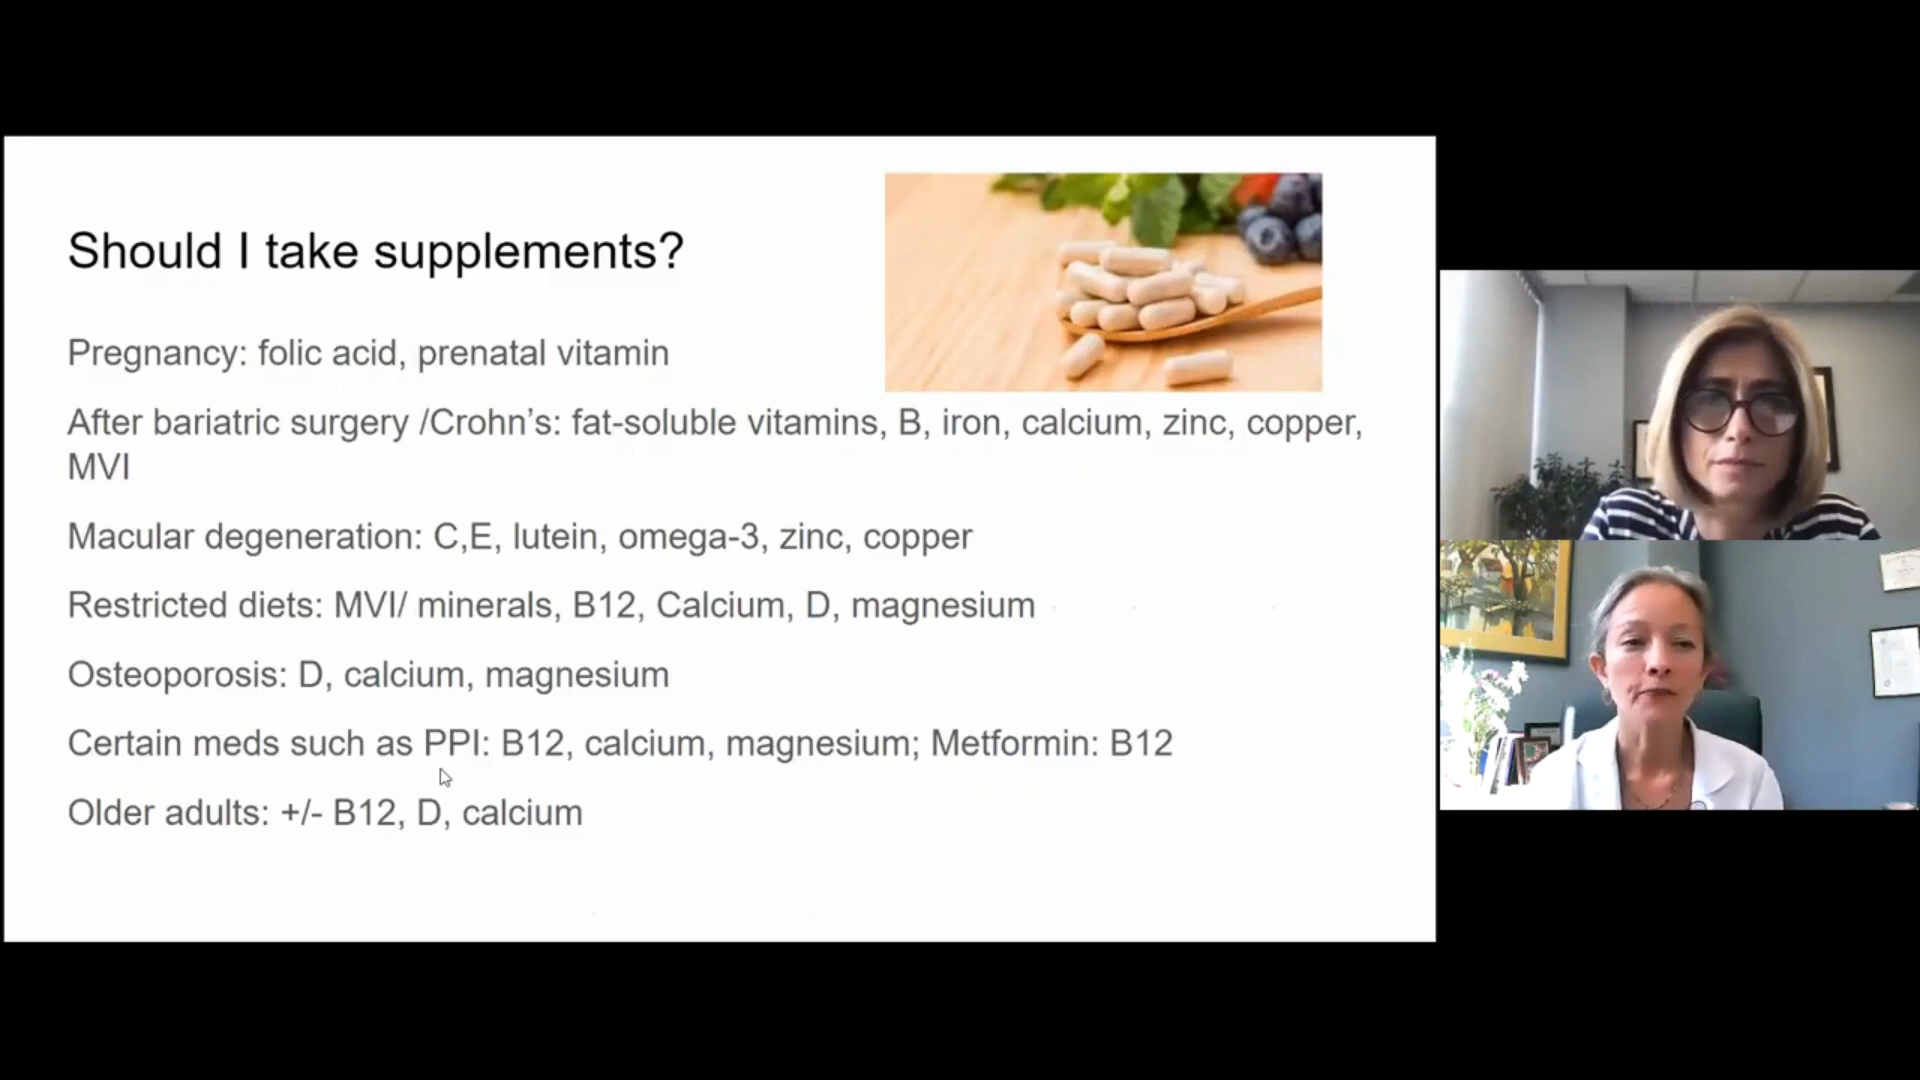 Should I take supplements?
Pregnancy: folic acid, prenatal vitamin
After bariatric surgery /Crohn’s: fat-soluble vitamins, B, iron, calcium, zinc, copper,
MVI
Macular degeneration: C,E, lutein, omega-3, zinc, copper
Restricted diets: MVI/ minerals, B12, Calcium, D, magnesium
Osteoporosis: D, calcium, magnesium
Certain meds such as PPI: B12, calcium, magnesium; Metformin: B12
Older adults: +/- B12, D, calcium